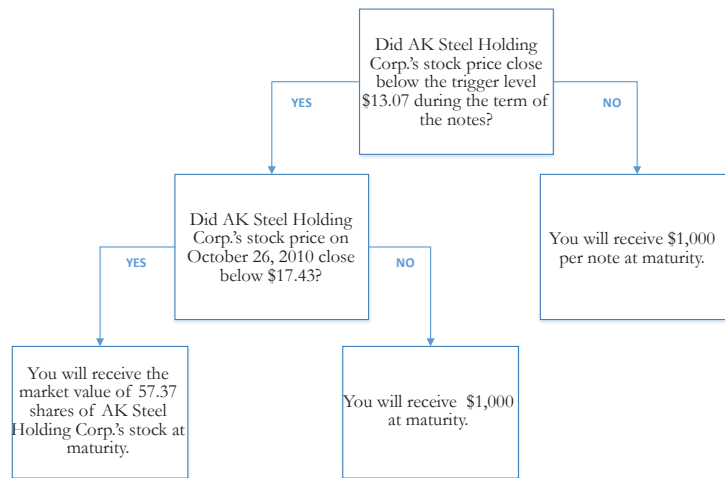 Did AK Steel Holding
Corp.'s stock price close
below the trigger level
$13.07 during the term of
the notes?
YES
NO
Did AK Steel Holding
Corp.'s stock price on
October 26, 2010 close
below $17.43?
You will receive $1,000
per note at maturity.
YES
NO
You will receive the
market value of 57.37
shares of AK Steel
Holding Corp.'s stock at
maturity.
You will receive $1,000
at maturity.